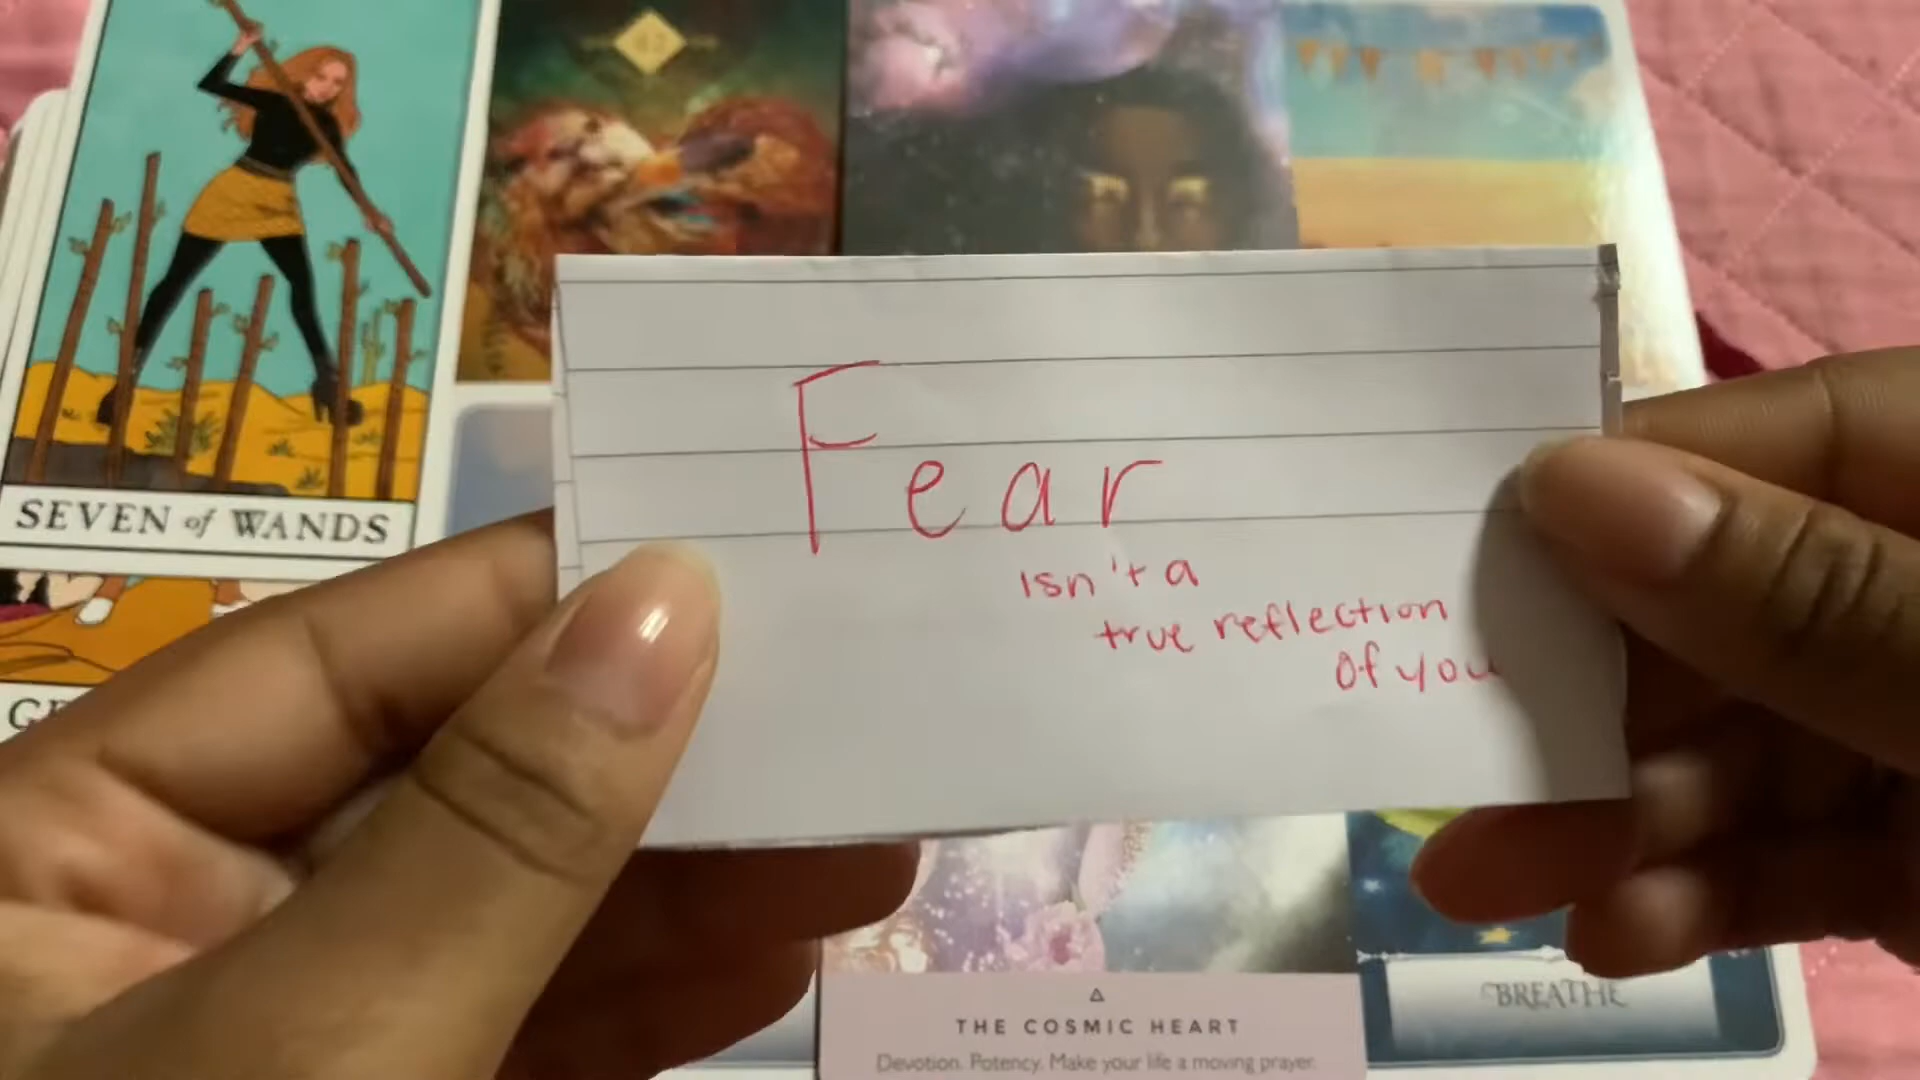 42
SEVEN of WANDS
Fear
isn't a
true reflection
of you
THE COSMIC HEART
Devotion. Potency. Make your life a moving prayer.
BREATHE